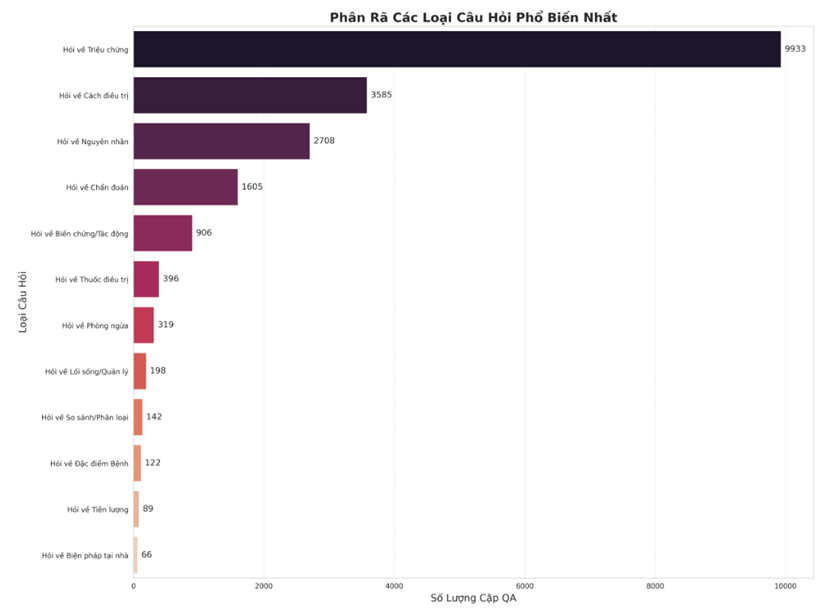 Phân Rã Các Loại Câu Hỏi Phổ Biến Nhất
Hỏi về Triệu chứng 9933
Hỏi về Cách điều trị 3585
Hỏi về Nguyên nhân 2708
Hỏi về Chẩn đoán 1605
Hỏi về Biến chứng/Tác động 906
Hỏi về Thuốc điều trị 396
Hỏi về Phòng ngừa 319
Hỏi về Lối sống/Quản lý 198
Hỏi về So sánh/Phân loại 142
Hỏi về Đặc điểm Bệnh 122
Hỏi về Tiên lượng 89
Hỏi về Biện pháp tại nhà 66
Loại Câu Hỏi
0 2000 4000 6000 8000 10000
Số Lượng Cặp QA